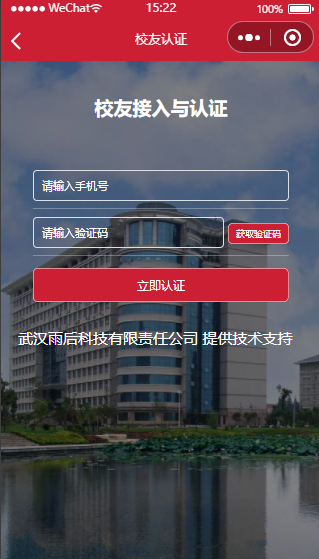 WeChat 15:22 100%
校友认证
校友接入与认证
请输入手机号
请输入验证码 获取验证码
立即认证
武汉雨后科技有限责任公司 提供技术支持